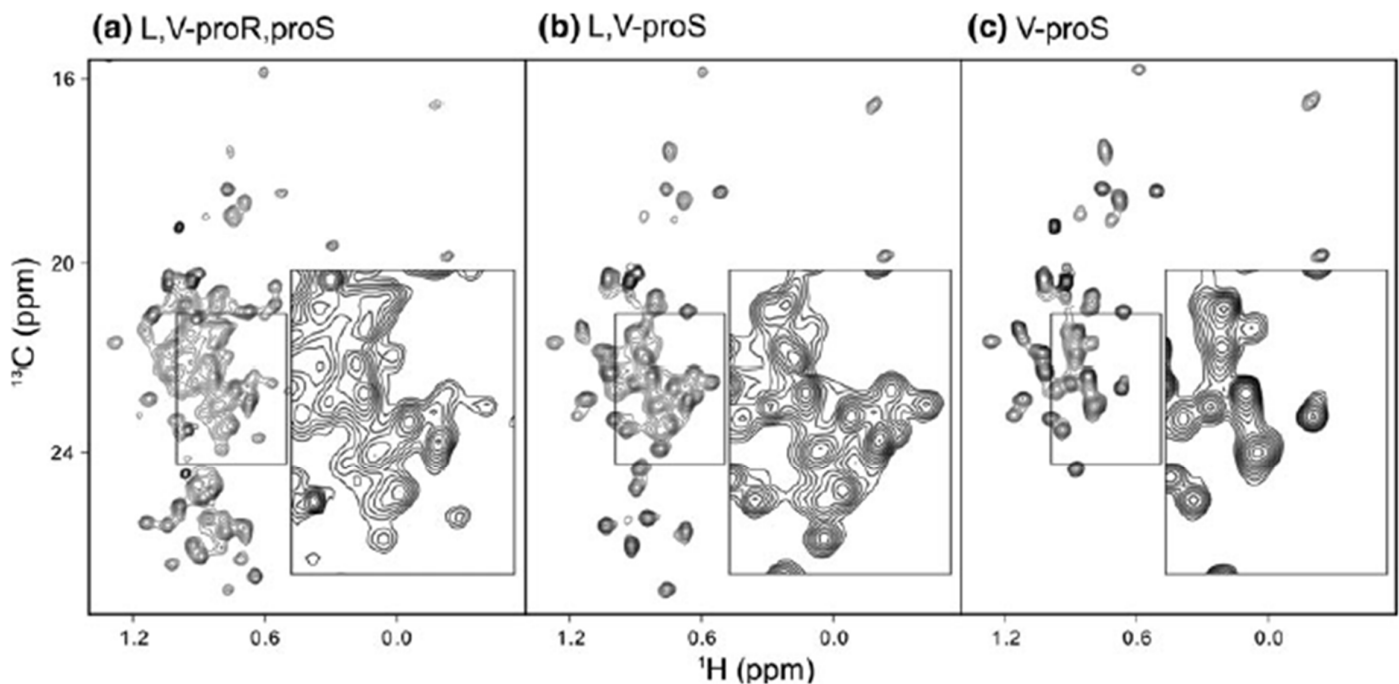 (a) L,V-proR,proS
(b) L,V-proS
(c) V-proS
16
20
24
¹³C (ppm)
1.2 0.6 0.0
1.2 0.6 0.0
1.2 0.6 0.0
¹H (ppm)